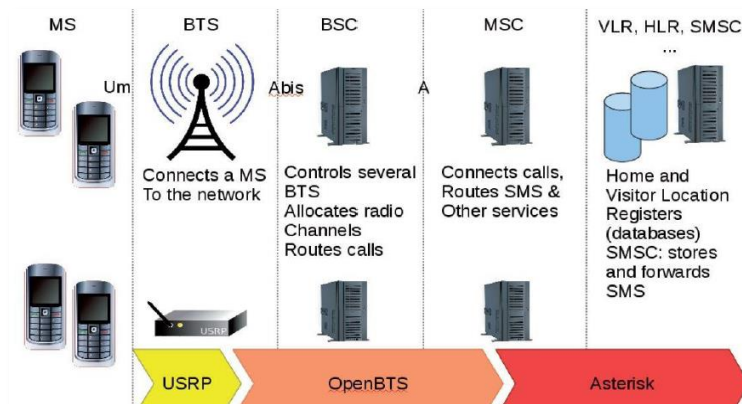 MS
BTS
BSC
MSC
VLR, HLR, SMSC
...
Um
Abis
A
Connects a MS
To the network
Controls several
BTS
Allocates radio
Channels
Routes calls
Connects calls,
Routes SMS &
Other services
Home and
Visitor Location
Registers
(databases)
SMSC: stores
and forwards
SMS
USRP
USRP
OpenBTS
Asterisk